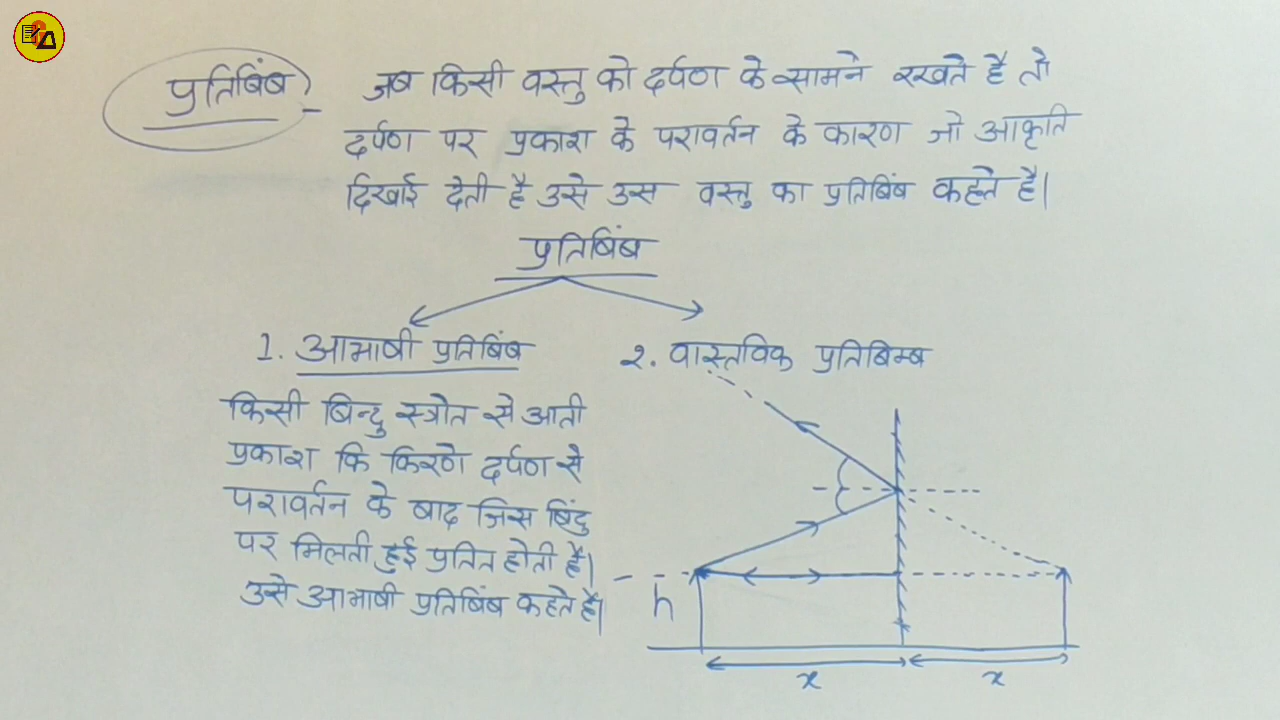 प्रतिबिंब - जब किसी वस्तु को दर्पण के सामने रखते है तो
दर्पण पर प्रकाश के परावर्तन के कारण जो आकृति
दिखाई देती है उसे उस वस्तु का प्रतिबिंब कहते है।
प्रतिबिंब
1. आभाषी प्रतिबिंब
२. वास्तविक प्रतिबिम्ब
किसी बिन्दु स्त्रोत से आती
प्रकाश कि किरणे दर्पण से
परावर्तन के बाद जिस बिंदु
पर मिलती हुई प्रतित होती है।
उसे आभाषी प्रतिबिंब कहते है।
h
x x